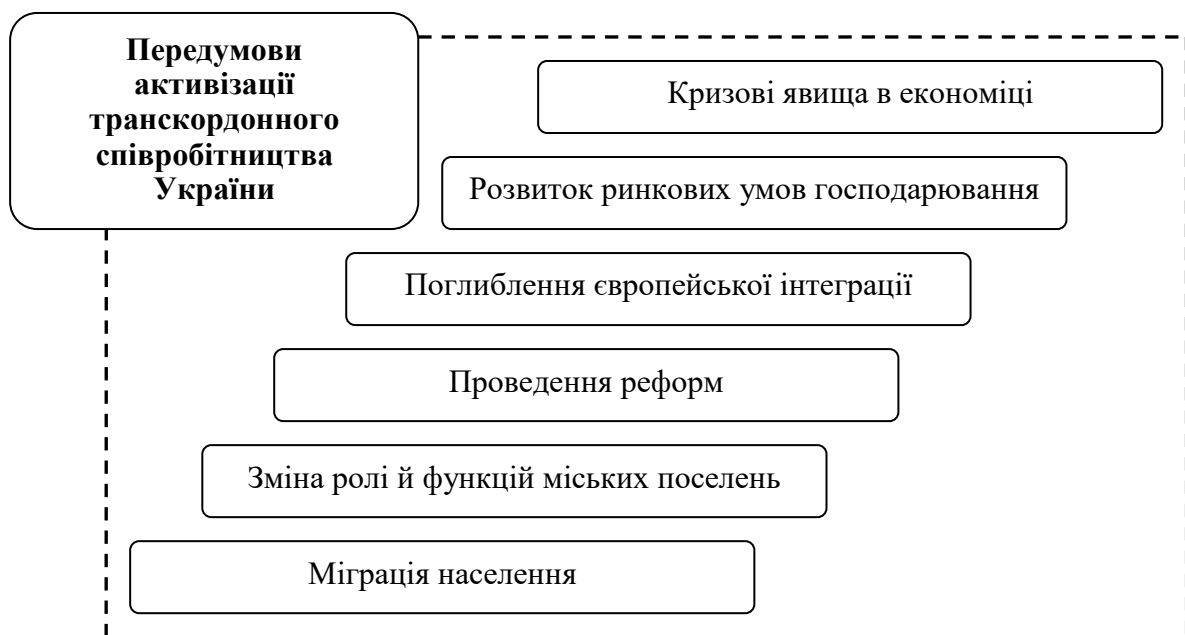 Передумови
активізації
транскордонного
співробітництва
України
Кризові явища в економіці
Розвиток ринкових умов господарювання
Поглиблення європейської інтеграції
Проведення реформ
Зміна ролі й функцій міських поселень
Міграція населення